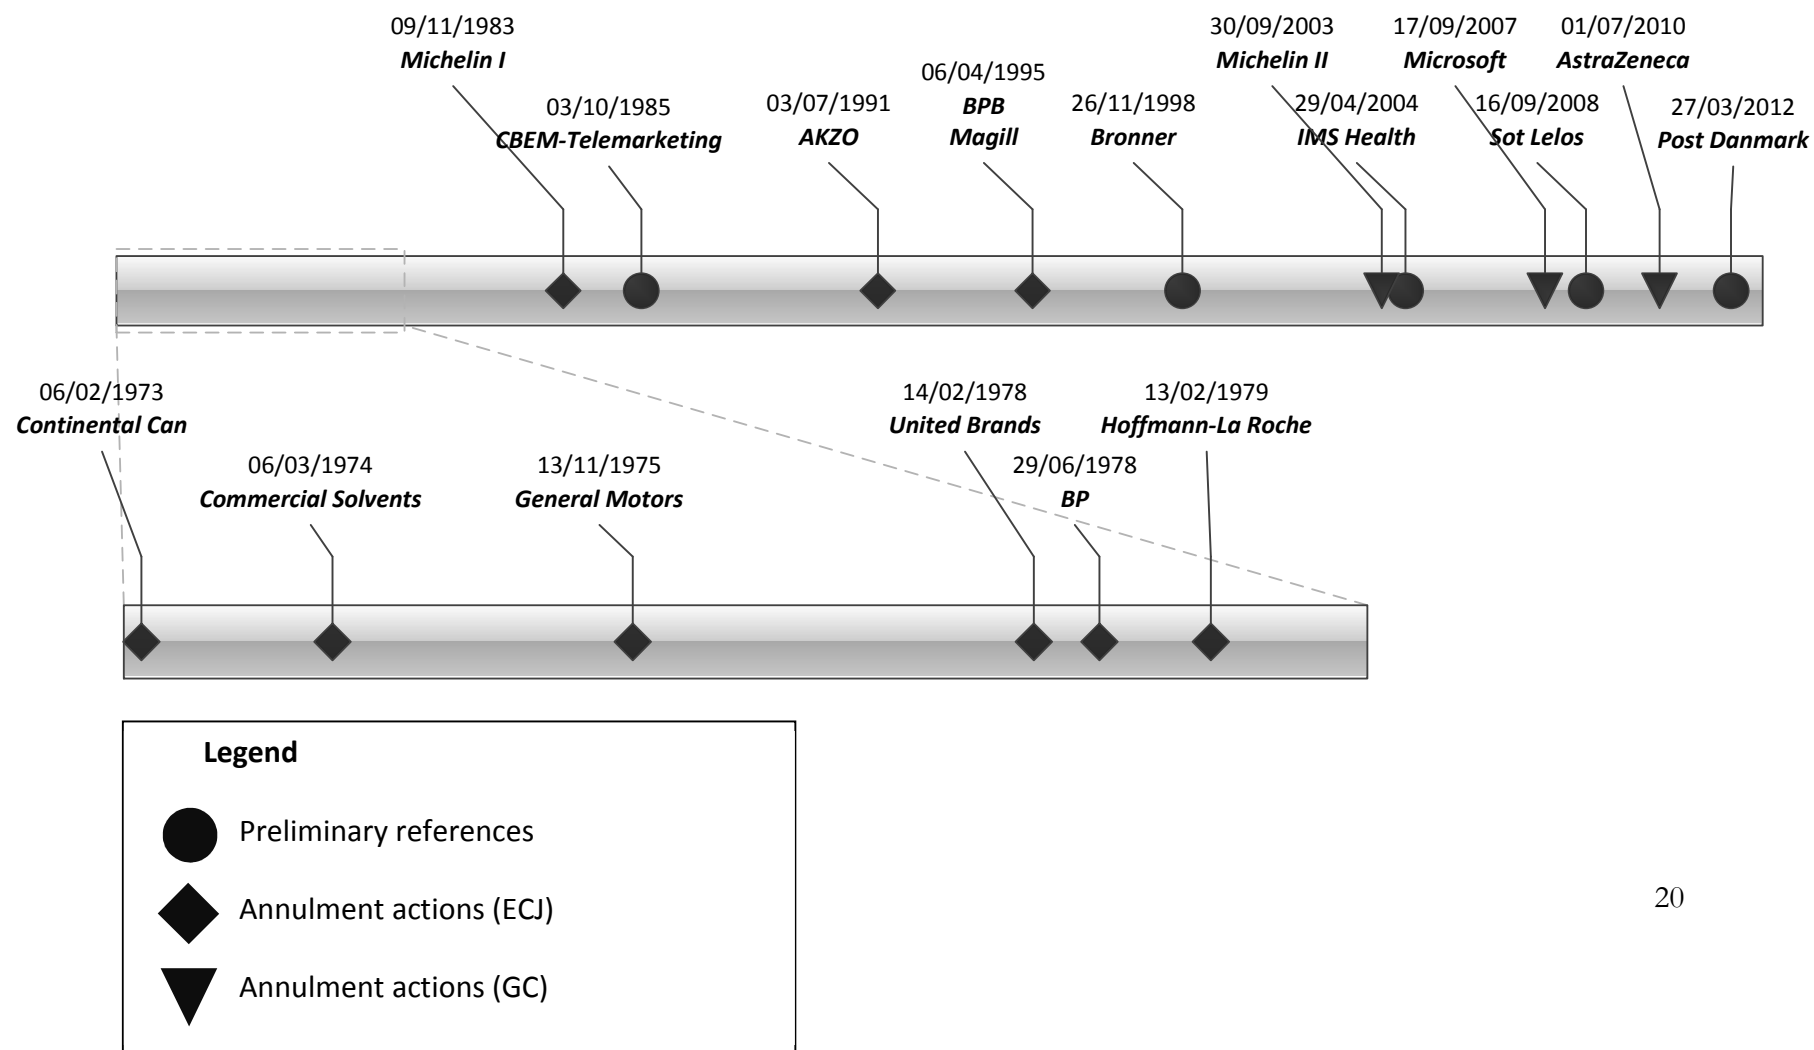 09/11/1983
Michelin I
03/10/1985
CBEM-Telemarketing
03/07/1991
AKZO
06/04/1995
BPB
Magill
26/11/1998
Bronner
30/09/2003
Michelin II
29/04/2004
IMS Health
17/09/2007
Microsoft
16/09/2008
Sot Lelos
01/07/2010
AstraZeneca
27/03/2012
Post Danmark
06/02/1973
Continental Can
06/03/1974
Commercial Solvents
13/11/1975
General Motors
14/02/1978
United Brands
29/06/1978
BP
13/02/1979
Hoffmann-La Roche
Legend
Preliminary references
Annulment actions (ECJ)
Annulment actions (GC)
20